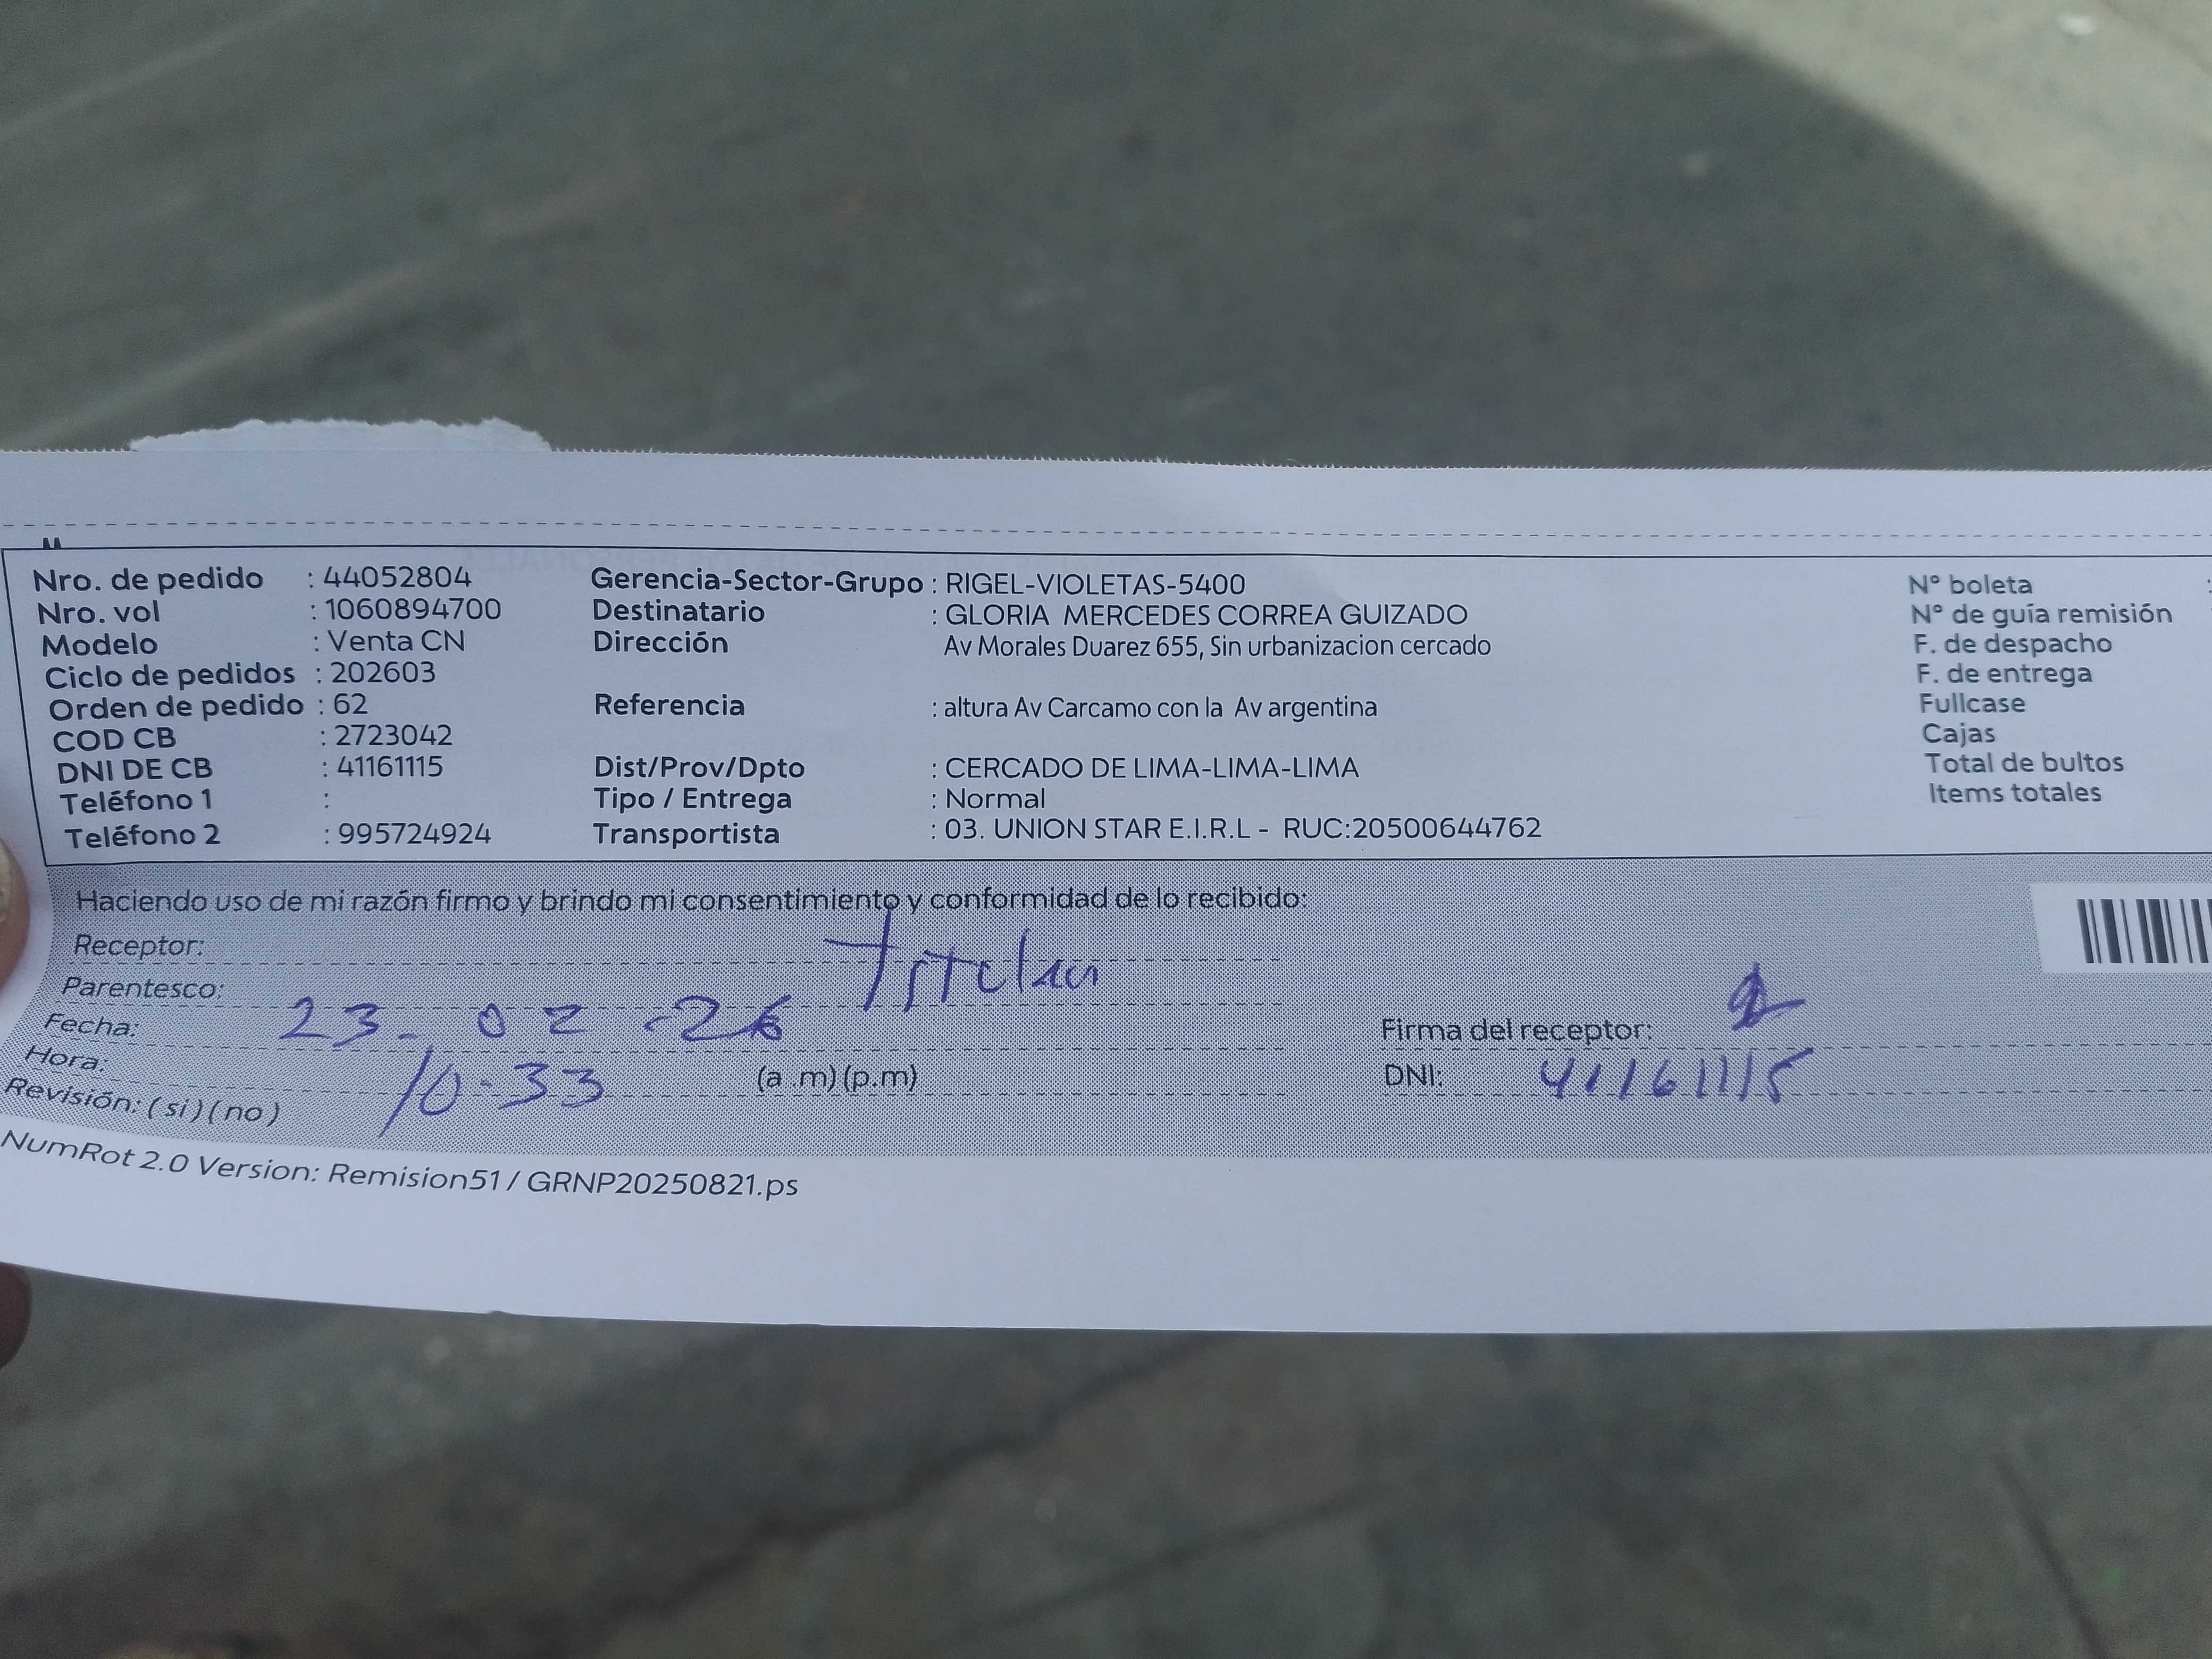 Nro. de pedido : 44052804 Gerencia-Sector-Grupo : RIGEL-VIOLETAS-5400 N° boleta :
Nro. vol : 1060894700 Destinatario : GLORIA MERCEDES CORREA GUIZADO N° de guía remisión
Modelo : Venta CN Dirección Av Morales Duarez 655, Sin urbanizacion cercado F. de despacho
Ciclo de pedidos : 202603 F. de entrega
Orden de pedido : 62 Referencia : altura Av Carcamo con la Av argentina Fullcase
COD CB : 2723042 Cajas
DNI DE CB : 41161115 Dist/Prov/Dpto : CERCADO DE LIMA-LIMA-LIMA Total de bultos
Teléfono 1 : Tipo / Entrega : Normal Items totales
Teléfono 2 : 995724924 Transportista : 03. UNION STAR E.I.R.L - RUC:20500644762
Haciendo uso de mi razón firmo y brindo mi consentimiento y conformidad de lo recibido:
Receptor:
Parentesco:
Fecha: 23-02-26 Firma del receptor:
Hora: 10-33 (a .m)(p.m) DNI: 41161115
Revisión: (si)(no)
NumRot 2.0 Version: Remision51 / GRNP20250821.ps